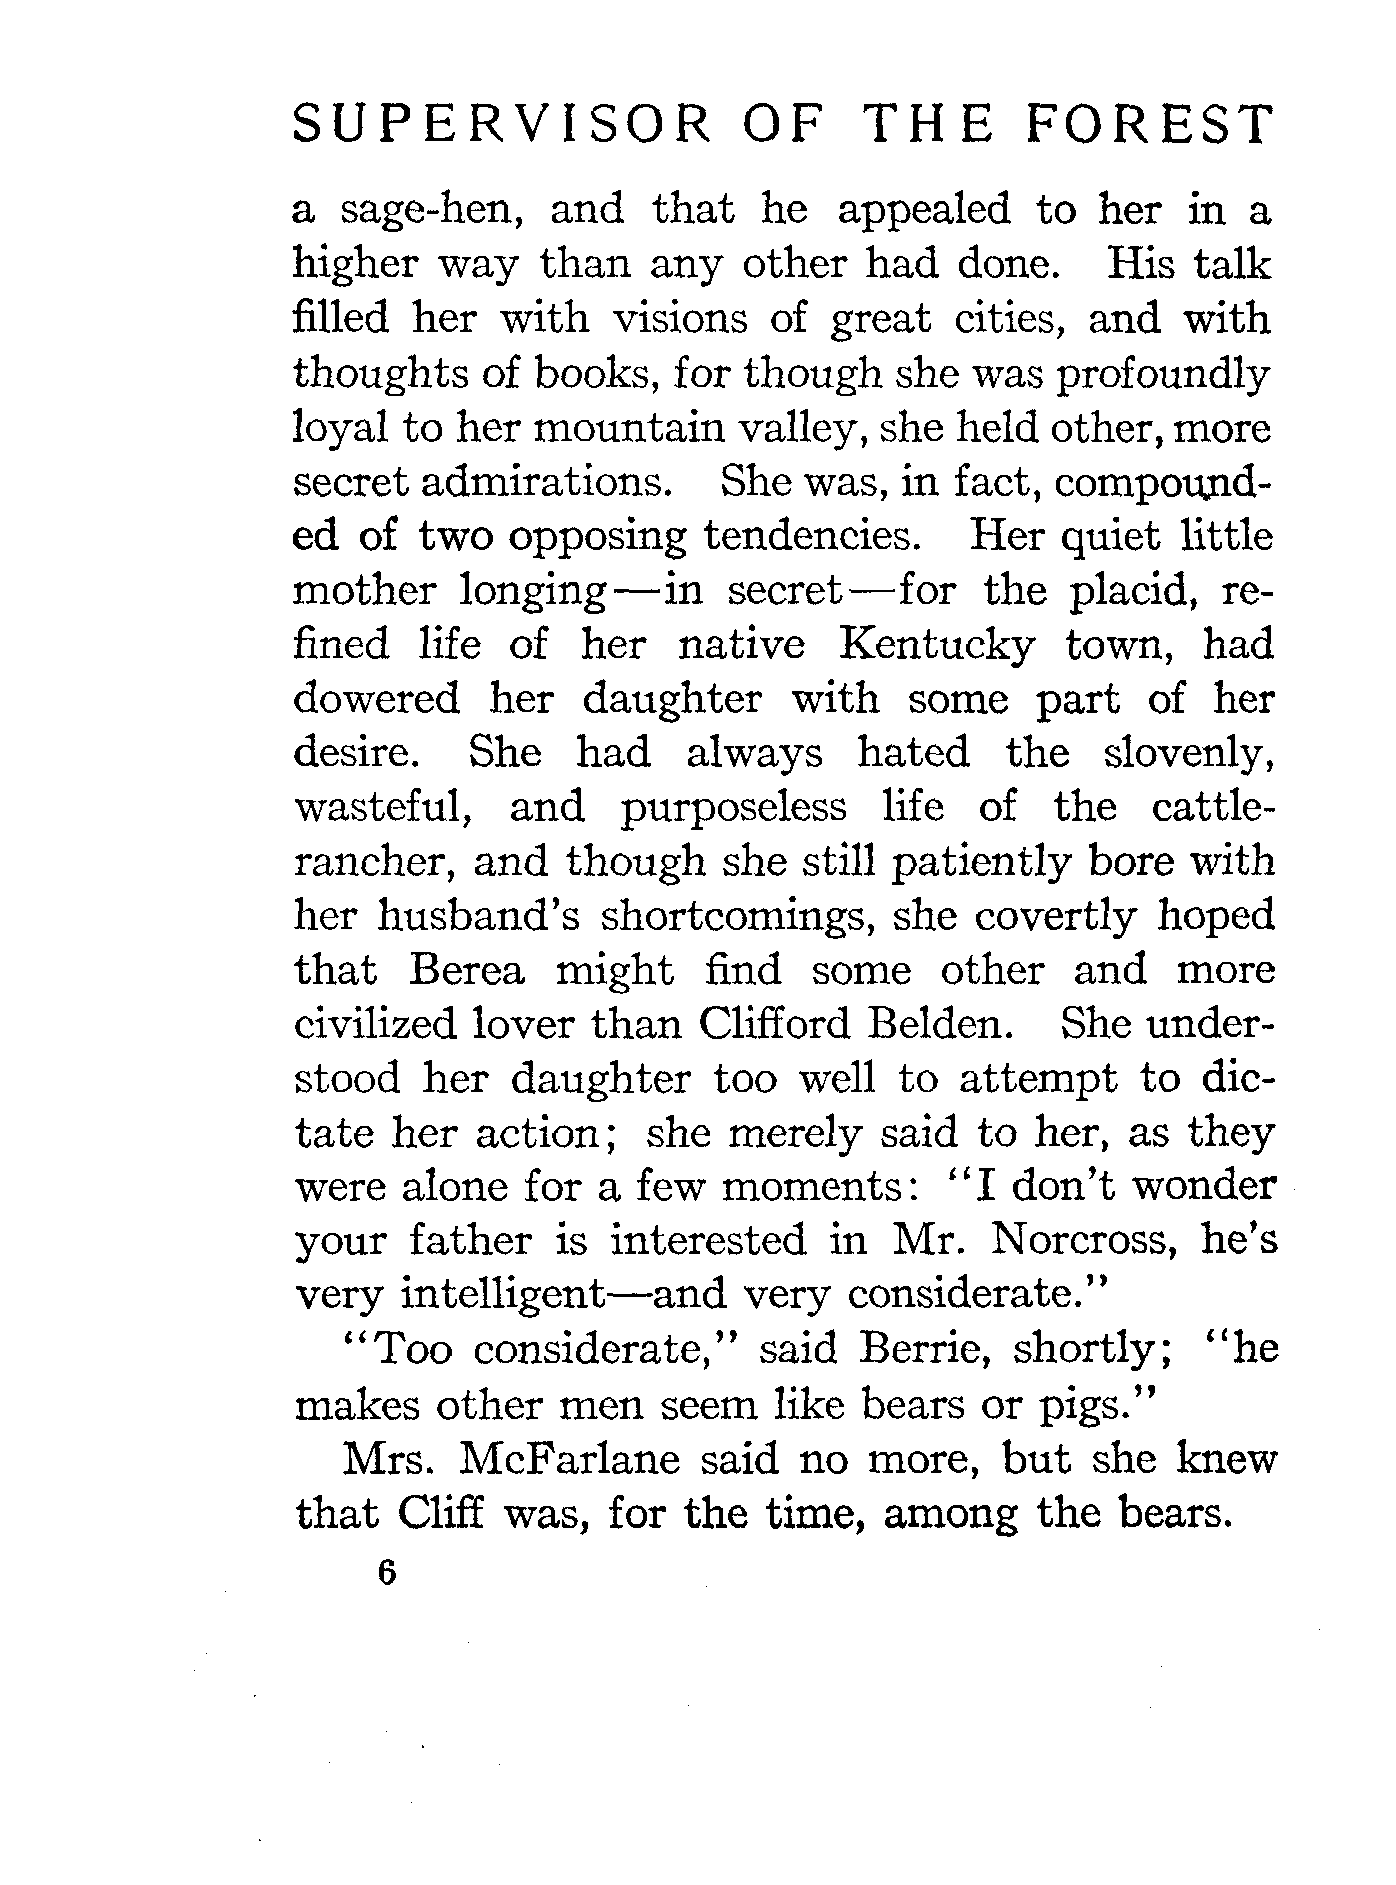 SUPERVISOR OF THE FOREST
a sage-hen, and that he appealed to her in a
higher way than any other had done. His talk
filled her with visions of great cities, and with
thoughts of books, for though she was profoundly
loyal to her mountain valley, she held other, more
secret admirations. She was, in fact, compound-
ed of two opposing tendencies. Her quiet little
mother longing—in secret—for the placid, re-
fined life of her native Kentucky town, had
dowered her daughter with some part of her
desire. She had always hated the slovenly,
wasteful, and purposeless life of the cattle-
rancher, and though she still patiently bore with
her husband's shortcomings, she covertly hoped
that Berea might find some other and more
civilized lover than Clifford Belden. She under-
stood her daughter too well to attempt to dic-
tate her action; she merely said to her, as they
were alone for a few moments: "I don't wonder
your father is interested in Mr. Norcross, he's
very intelligent—and very considerate."
"Too considerate," said Berrie, shortly; "he
makes other men seem like bears or pigs."
Mrs. McFarlane said no more, but she knew
that Cliff was, for the time, among the bears.
6